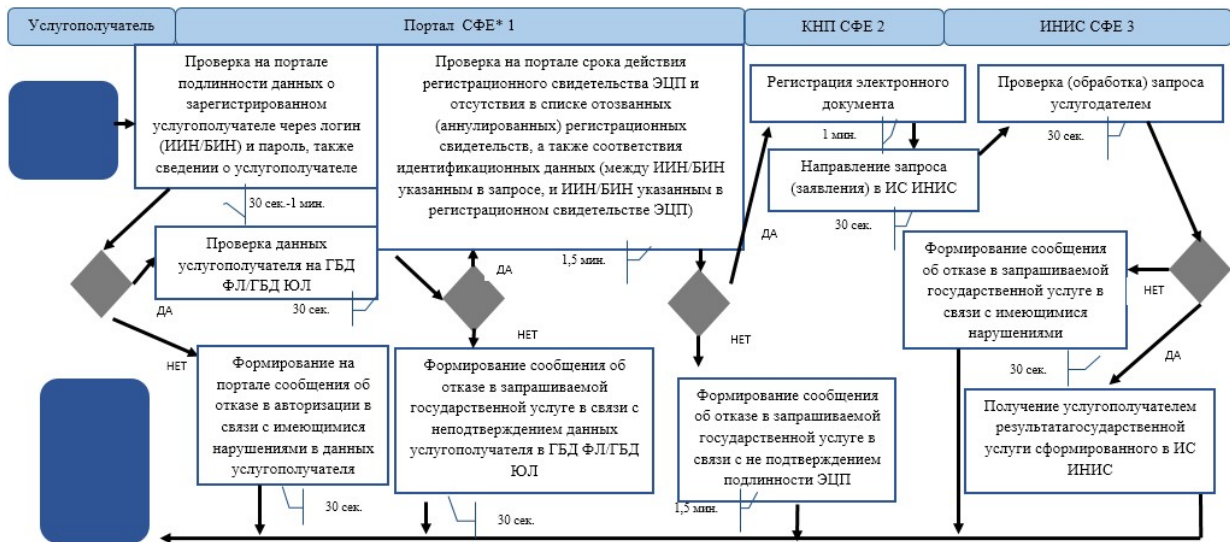 Услугополучатель
Портал СФЕ* 1
КНП СФЕ 2
ИНИС СФЕ 3
Проверка на портале
подлинности данных о
зарегистрированном
услугополучателе через логин
(ИИН/БИН) и пароль, также
сведении о услугополучателе
30 сек.-1 мин.
Проверка на портале срока действия
регистрационного свидетельства ЭЦП и
отсутствия в списке отозванных
(аннулированных) регистрационных
свидетельств, а также соответствия
идентификационных данных (между ИИН/БИН
указанным в запросе, и ИИН/БИН указанным в
регистрационном свидетельстве ЭЦП)
1,5 мин.
Регистрация электронного
документа
1 мин.
Проверка (обработка) запроса
услугодателем
30 сек.
Направление запроса
(заявления) в ИС ИНИС
30 сек.
Проверка данных
услугополучателя на ГБД
ФЛ/ГБД ЮЛ
30 сек.
ДА
ДА
ДА
Формирование сообщения
об отказе в запрашиваемой
государственной услуге в
связи с имеющимися
нарушениями
30 сек.
НЕТ
ДА
НЕТ
НЕТ
НЕТ
Формирование на
портале сообщения об
отказе в авторизации в
связи с имеющимися
нарушениями в данных
услугополучателя
30 сек.
Формирование сообщения об
отказе в запрашиваемой
государственной услуге в связи с
неподтверждением данных
услугополучателя в ГБД ФЛ/ГБД
ЮЛ
30 сек.
Формирование сообщения
об отказе в запрашиваемой
государственной услуге в
связи с не подтверждением
подлинности ЭЦП
1,5 мин.
Получение услугополучателем
результатагосударственной
услуги сформированного в ИС
ИНИС